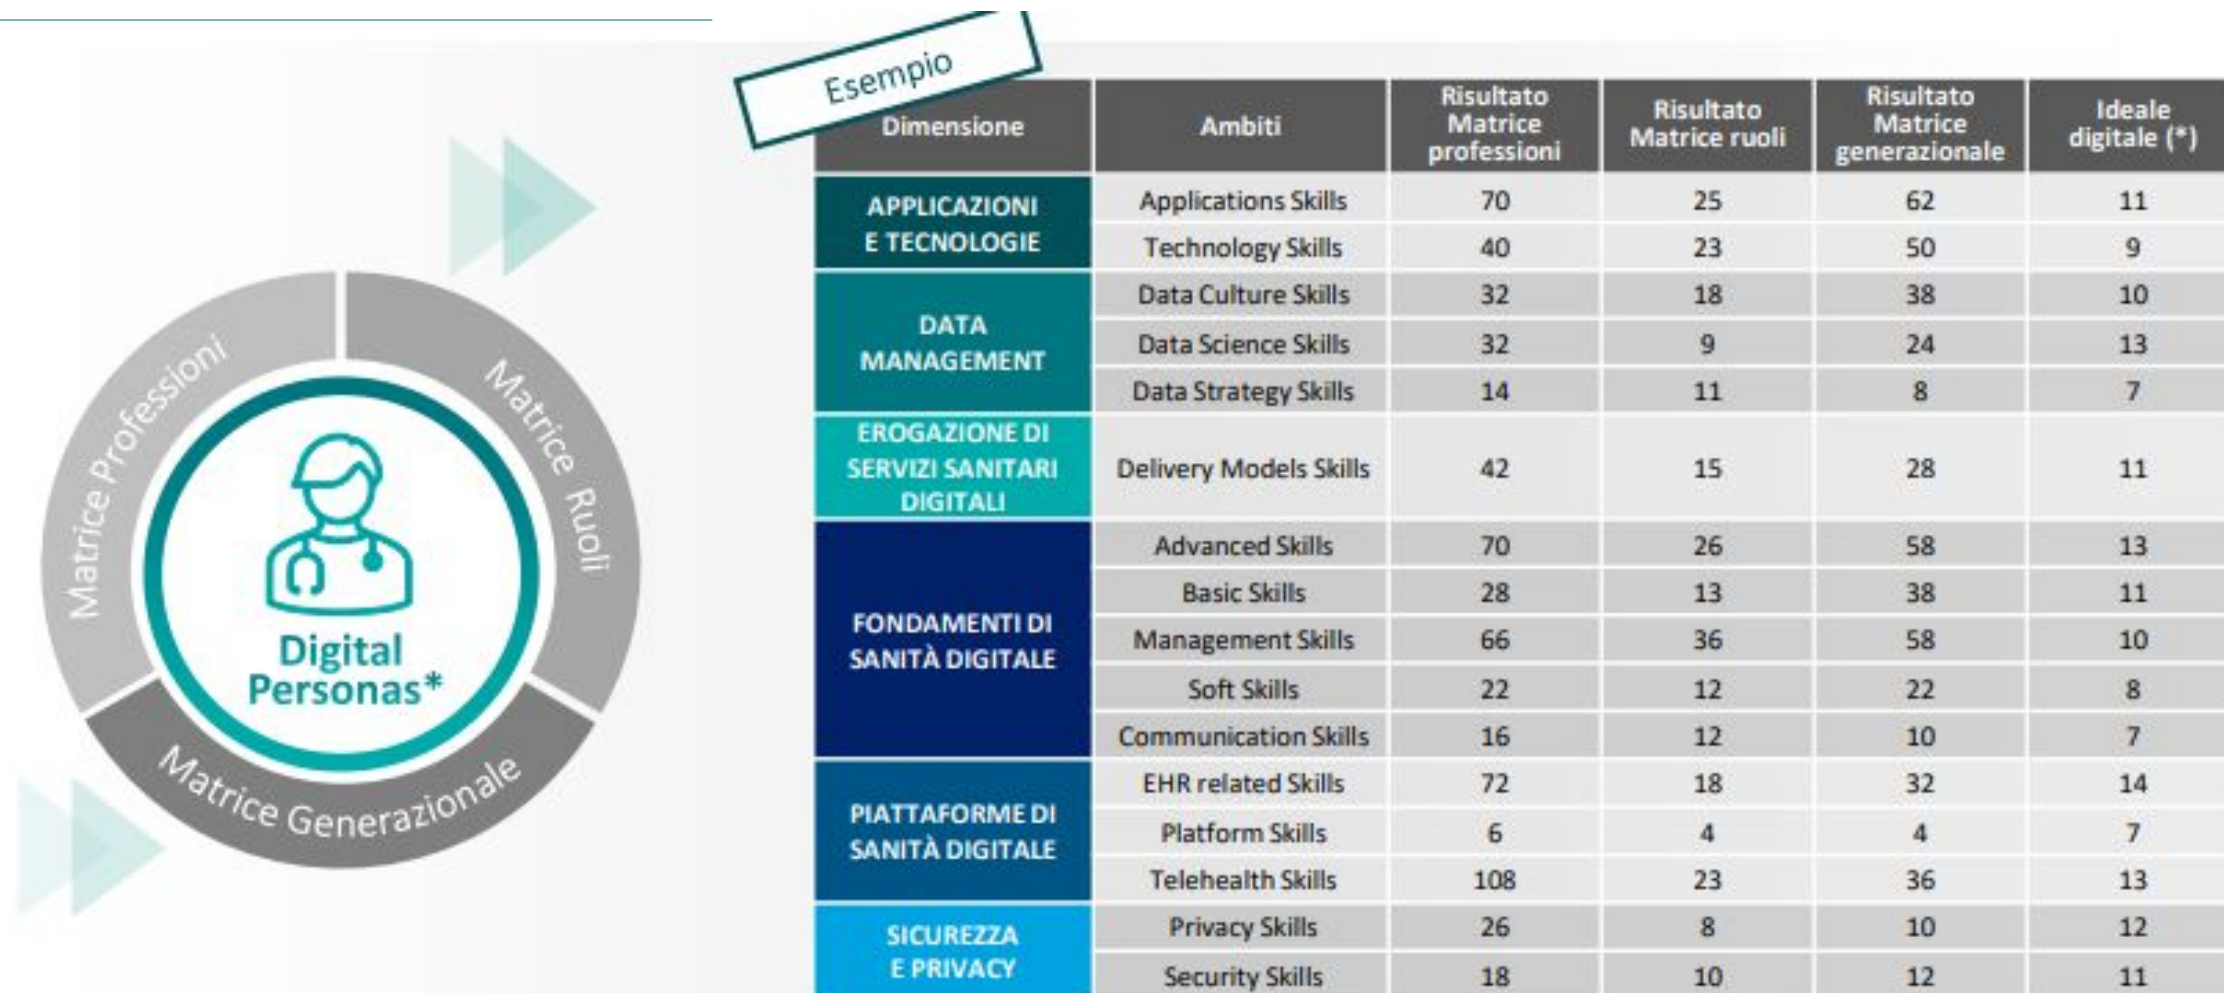 Esempio
Matrice Professioni
Matrice Ruoli
Matrice Generazionale
Digital
Personas*
Dimensione Ambiti Risultato Matrice professioni Risultato Matrice ruoli Risultato Matrice generazionale Ideale digitale (*)
APPLICAZIONI
E TECNOLOGIE
Applications Skills 70 25 62 11
Technology Skills 40 23 50 9
DATA
MANAGEMENT
Data Culture Skills 32 18 38 10
Data Science Skills 32 9 24 13
Data Strategy Skills 14 11 8 7
EROGAZIONE DI
SERVIZI SANITARI
DIGITALI
Delivery Models Skills 42 15 28 11
FONDAMENTI DI
SANITÀ DIGITALE
Advanced Skills 70 26 58 13
Basic Skills 28 13 38 11
Management Skills 66 36 58 10
Soft Skills 22 12 22 8
Communication Skills 16 12 10 7
PIATTAFORME DI
SANITÀ DIGITALE
EHR related Skills 72 18 32 14
Platform Skills 6 4 4 7
Telehealth Skills 108 23 36 13
SICUREZZA
E PRIVACY
Privacy Skills 26 8 10 12
Security Skills 18 10 12 11